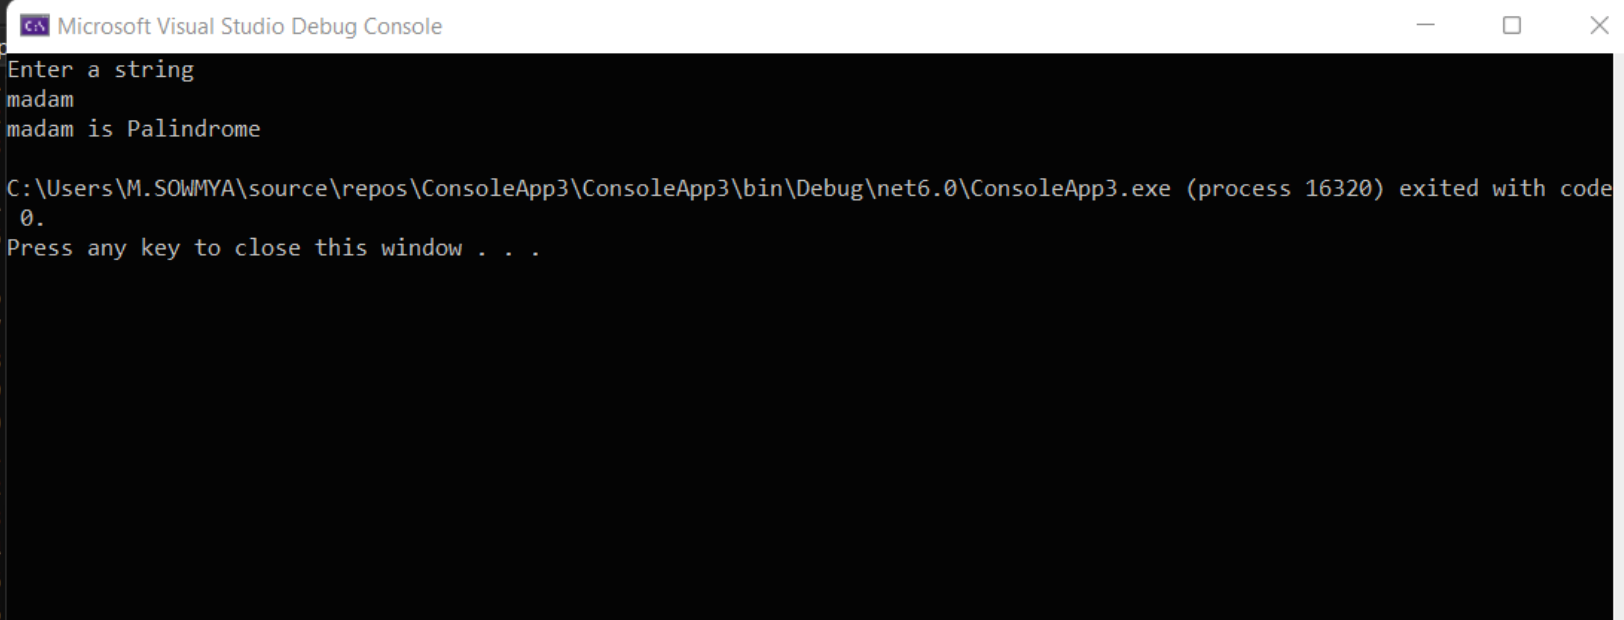 Microsoft Visual Studio Debug Console
Enter a string
madam
madam is Palindrome
C:\Users\M.SOWMYA\source\repos\ConsoleApp3\ConsoleApp3\bin\Debug\net6.0\ConsoleApp3.exe (process 16320) exited with code
 0.
Press any key to close this window . . .